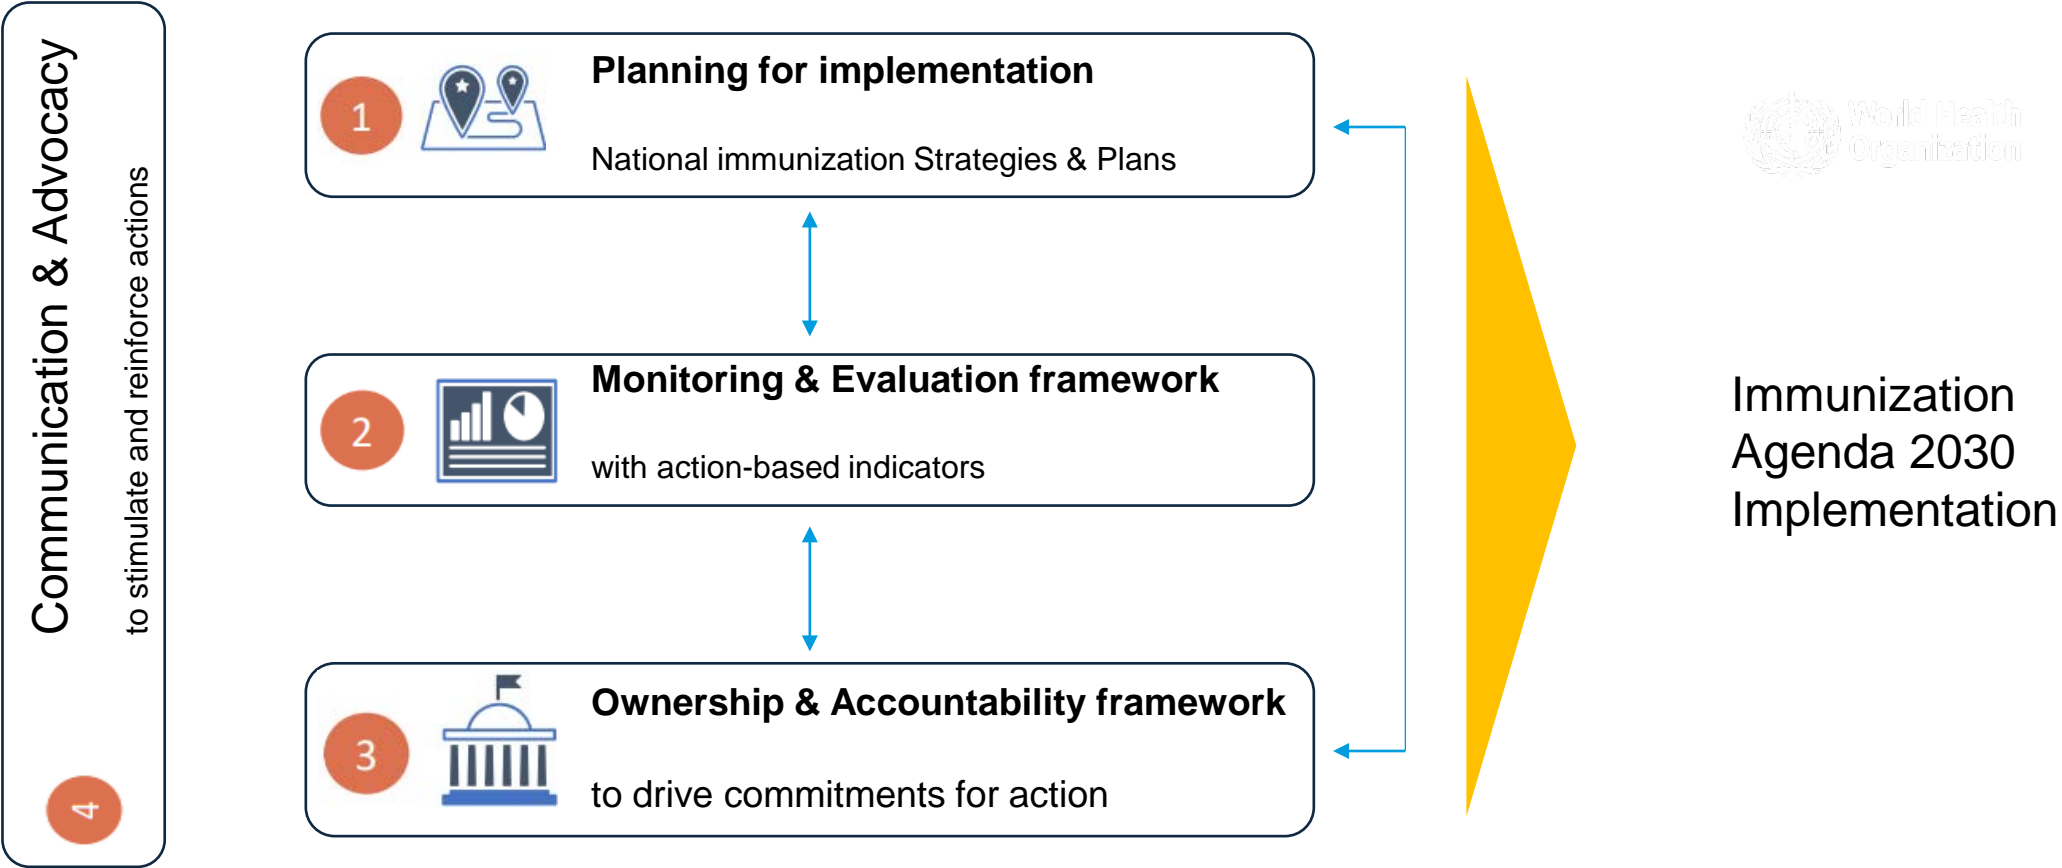 Communication & Advocacy
to stimulate and reinforce actions
4
1
Planning for implementation
National immunization Strategies & Plans
2
Monitoring & Evaluation framework
with action-based indicators
3
Ownership & Accountability framework
to drive commitments for action
World Health
Organization
Immunization
Agenda 2030
Implementation